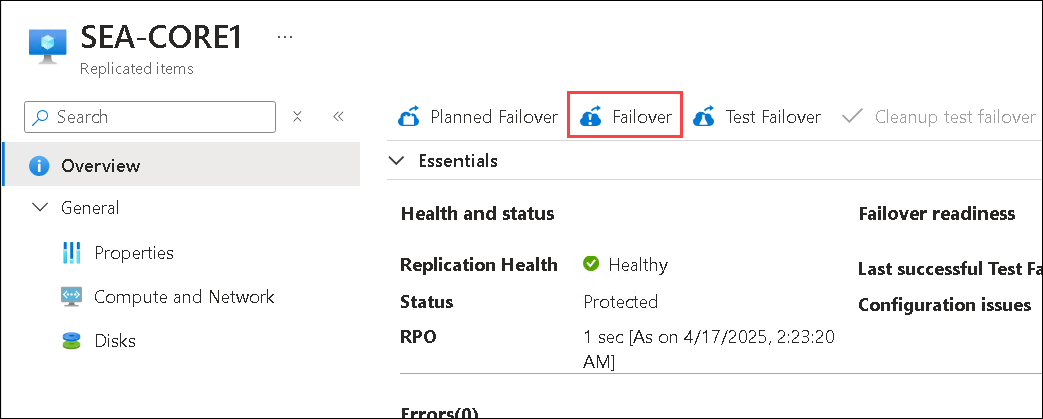 SEA-CORE1 ...
Replicated items
Search
Planned Failover Failover Test Failover Cleanup test failover
Overview
Essentials
General
Health and status Failover readiness
Properties
Replication Health Healthy Last successful Test Fa
Compute and Network
Status Protected Configuration issues
Disks
RPO 1 sec [As on 4/17/2025, 2:23:20
AM]
Errors(0)